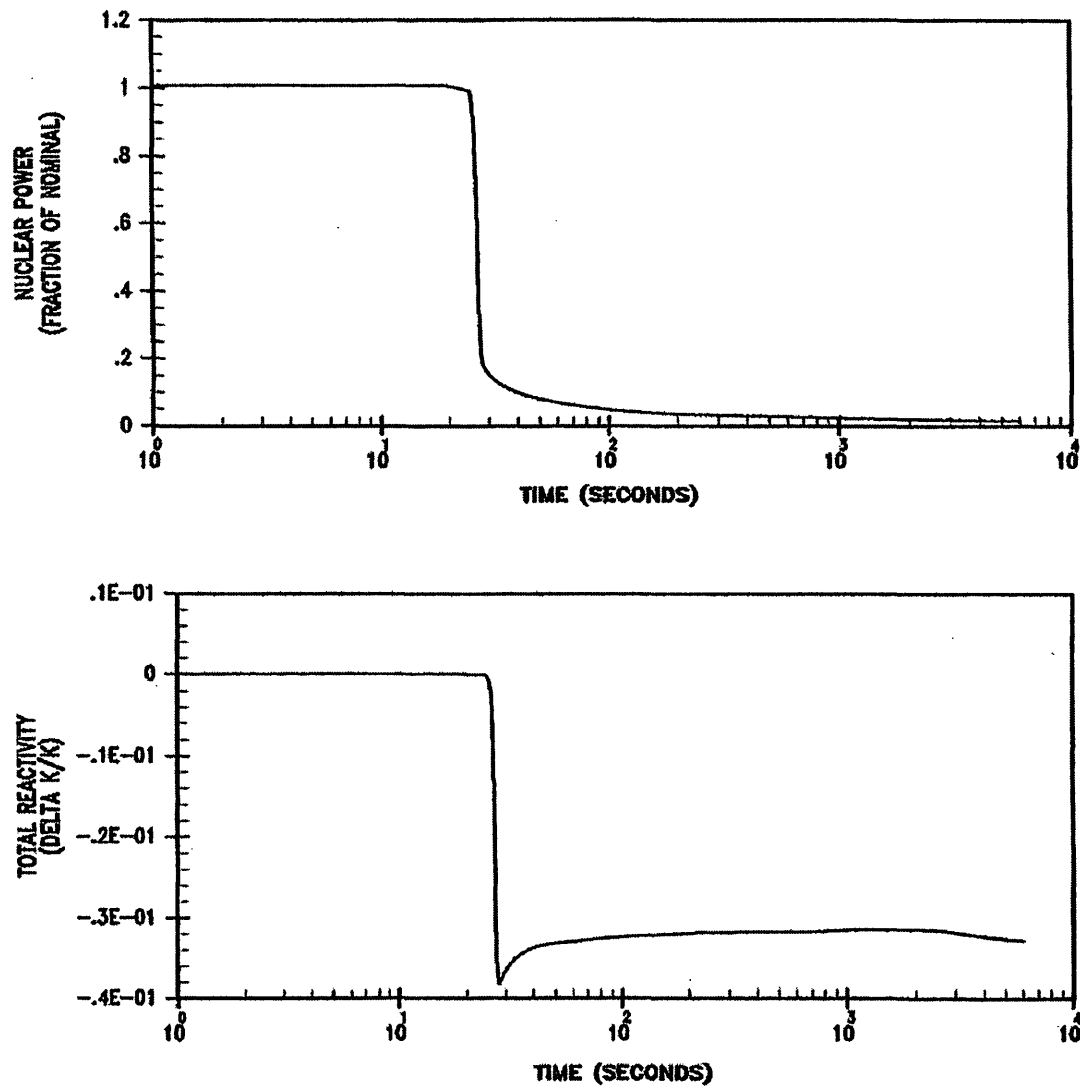 NUCLEAR POWER
(FRACTION OF NOMINAL)
1.2
1
.8
.6
.4
.2
0
10^0
10^1
10^2
10^3
10^4
TIME (SECONDS)
TOTAL REACTIVITY
(DELTA K/K)
.1E-01
0
-.1E-01
-.2E-01
-.3E-01
-.4E-01
10^0
10^1
10^2
10^3
10^4
TIME (SECONDS)